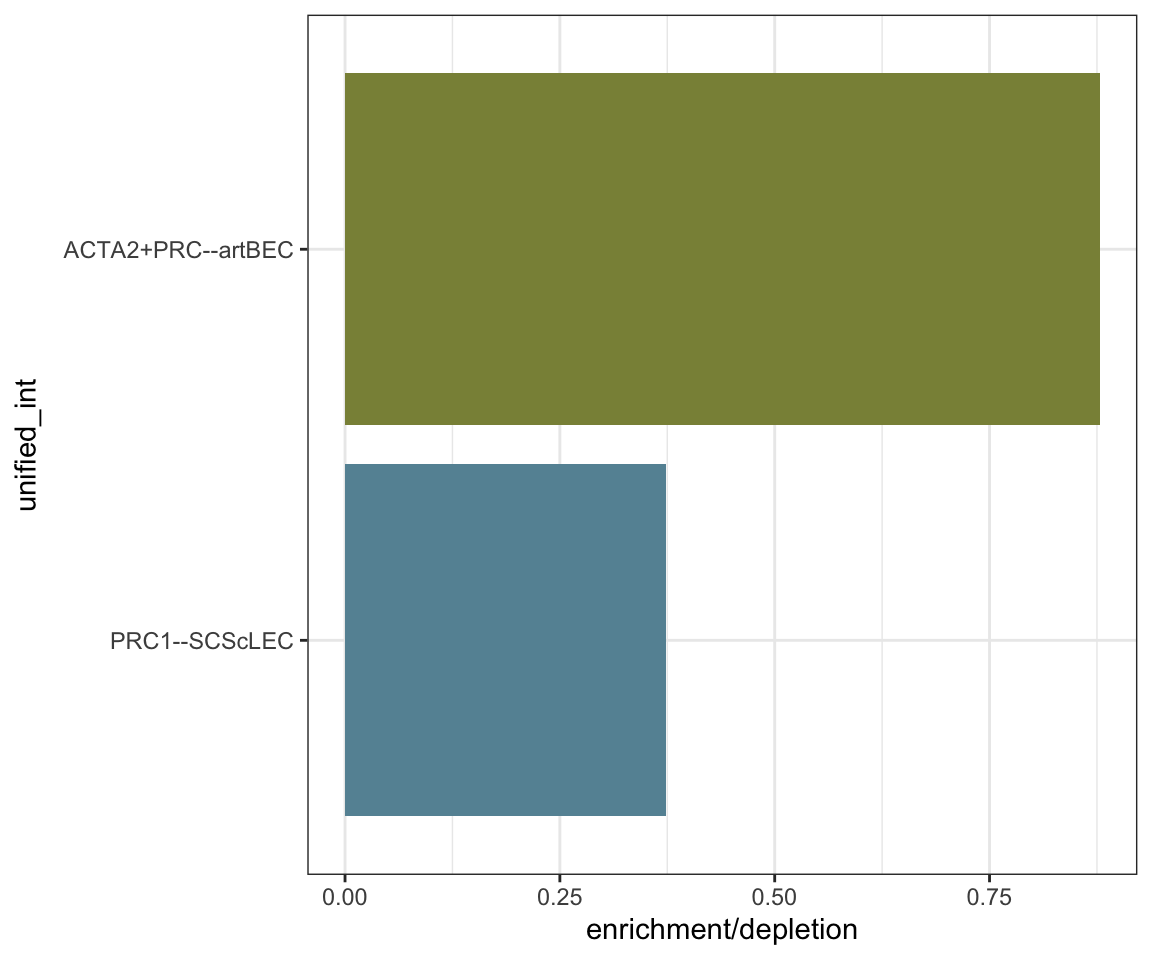 unified_int
ACTA2+PRC--artBEC
PRC1--SCScLEC
0.00 0.25 0.50 0.75
enrichment/depletion